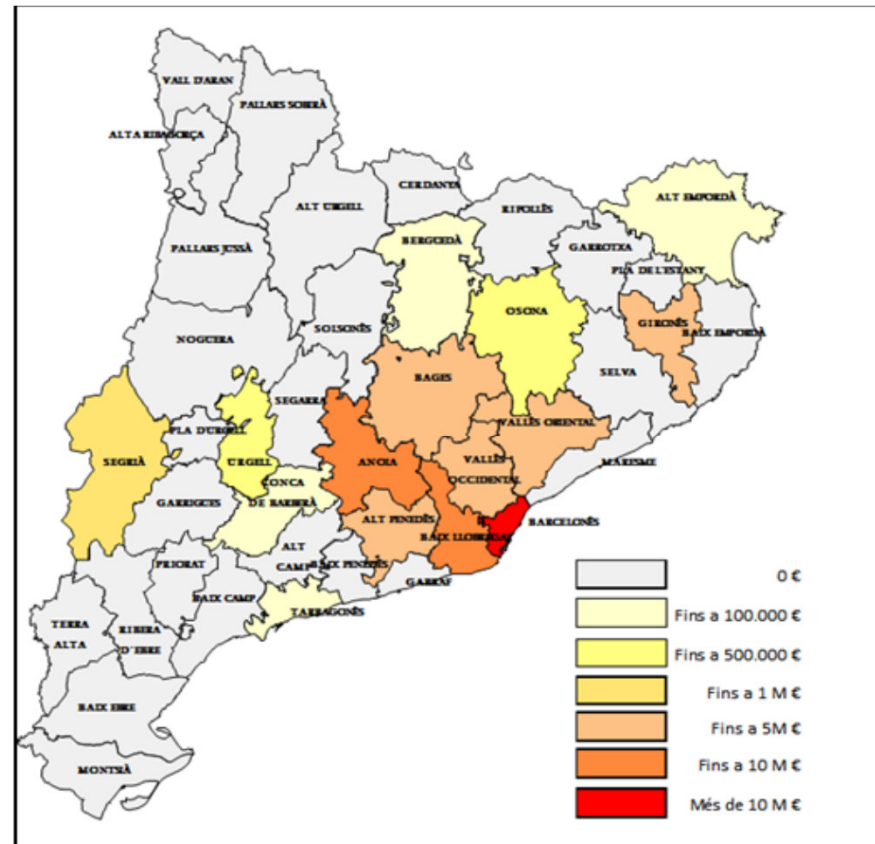 VALL D'ARAN
PALLARS SOBIRÀ
ALTA RIBAGORÇA
CERDANYA
ALT URGELL
RIPOLLÈS
ALT EMPORDÀ
BERGUEDÀ
GARROTXA
PALLARS JUSSÀ
PLA DE L'ESTANY
OSONA
SOLSONÈS
GIRONÈS
BAIX EMPORDÀ
NOGUERA
BAGES
SELVA
SEGARRA
VALLÈS ORIENTAL
PLA D'URGELL
SEGRIÀ
URGELL
ANOIA
VALLÈS
OCCIDENTAL
MARESME
CONCA
DE BARBERÀ
GARRIGUES
ALT PENEDÈS
BARCELONÈS
BAIX LLOBREGAT
ALT
CAMP
PRIORAT
BAIX PENEDÈS
GARRAF
BAIX CAMP
TARRAGONÈS
TERRA
ALTA
RIBERA
D'EBRE
BAIX EBRE
MONTSIÀ
0 €
Fins a 100.000 €
Fins a 500.000 €
Fins a 1 M €
Fins a 5M €
Fins a 10 M €
Més de 10 M €